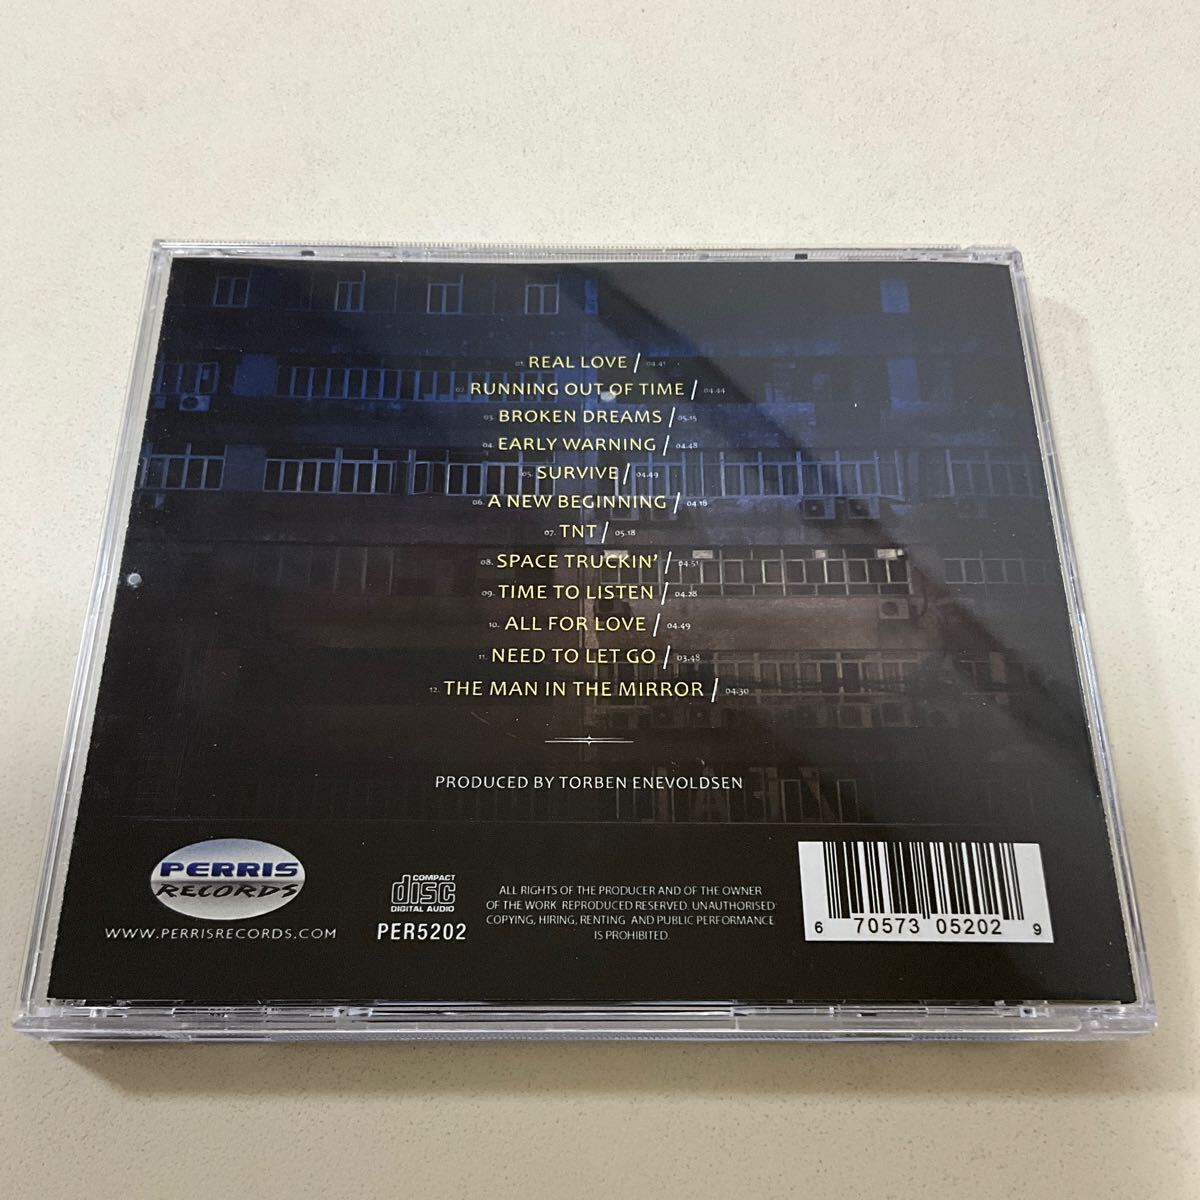 01. REAL LOVE / 04.41
02. RUNNING OUT OF TIME / 04.44
03. BROKEN DREAMS / 05.15
04. EARLY WARNING / 04.48
05. SURVIVE / 04.49
06. A NEW BEGINNING / 04.18
07. TNT / 05.18
08. SPACE TRUCKIN' / 04.51
09. TIME TO LISTEN / 04.28
10. ALL FOR LOVE / 04.49
11. NEED TO LET GO / 03.48
12. THE MAN IN THE MIRROR / 04.30
PRODUCED BY TORBEN ENEVOLDSEN
PERRIS
RECORDS
WWW.PERRISRECORDS.COM
COMPACT
disc
DIGITAL AUDIO
PER5202
ALL RIGHTS OF THE PRODUCER AND OF THE OWNER
OF THE WORK REPRODUCED RESERVED. UNAUTHORISED
COPYING, HIRING, RENTING AND PUBLIC PERFORMANCE
IS PROHIBITED.
6 70573 05202 9